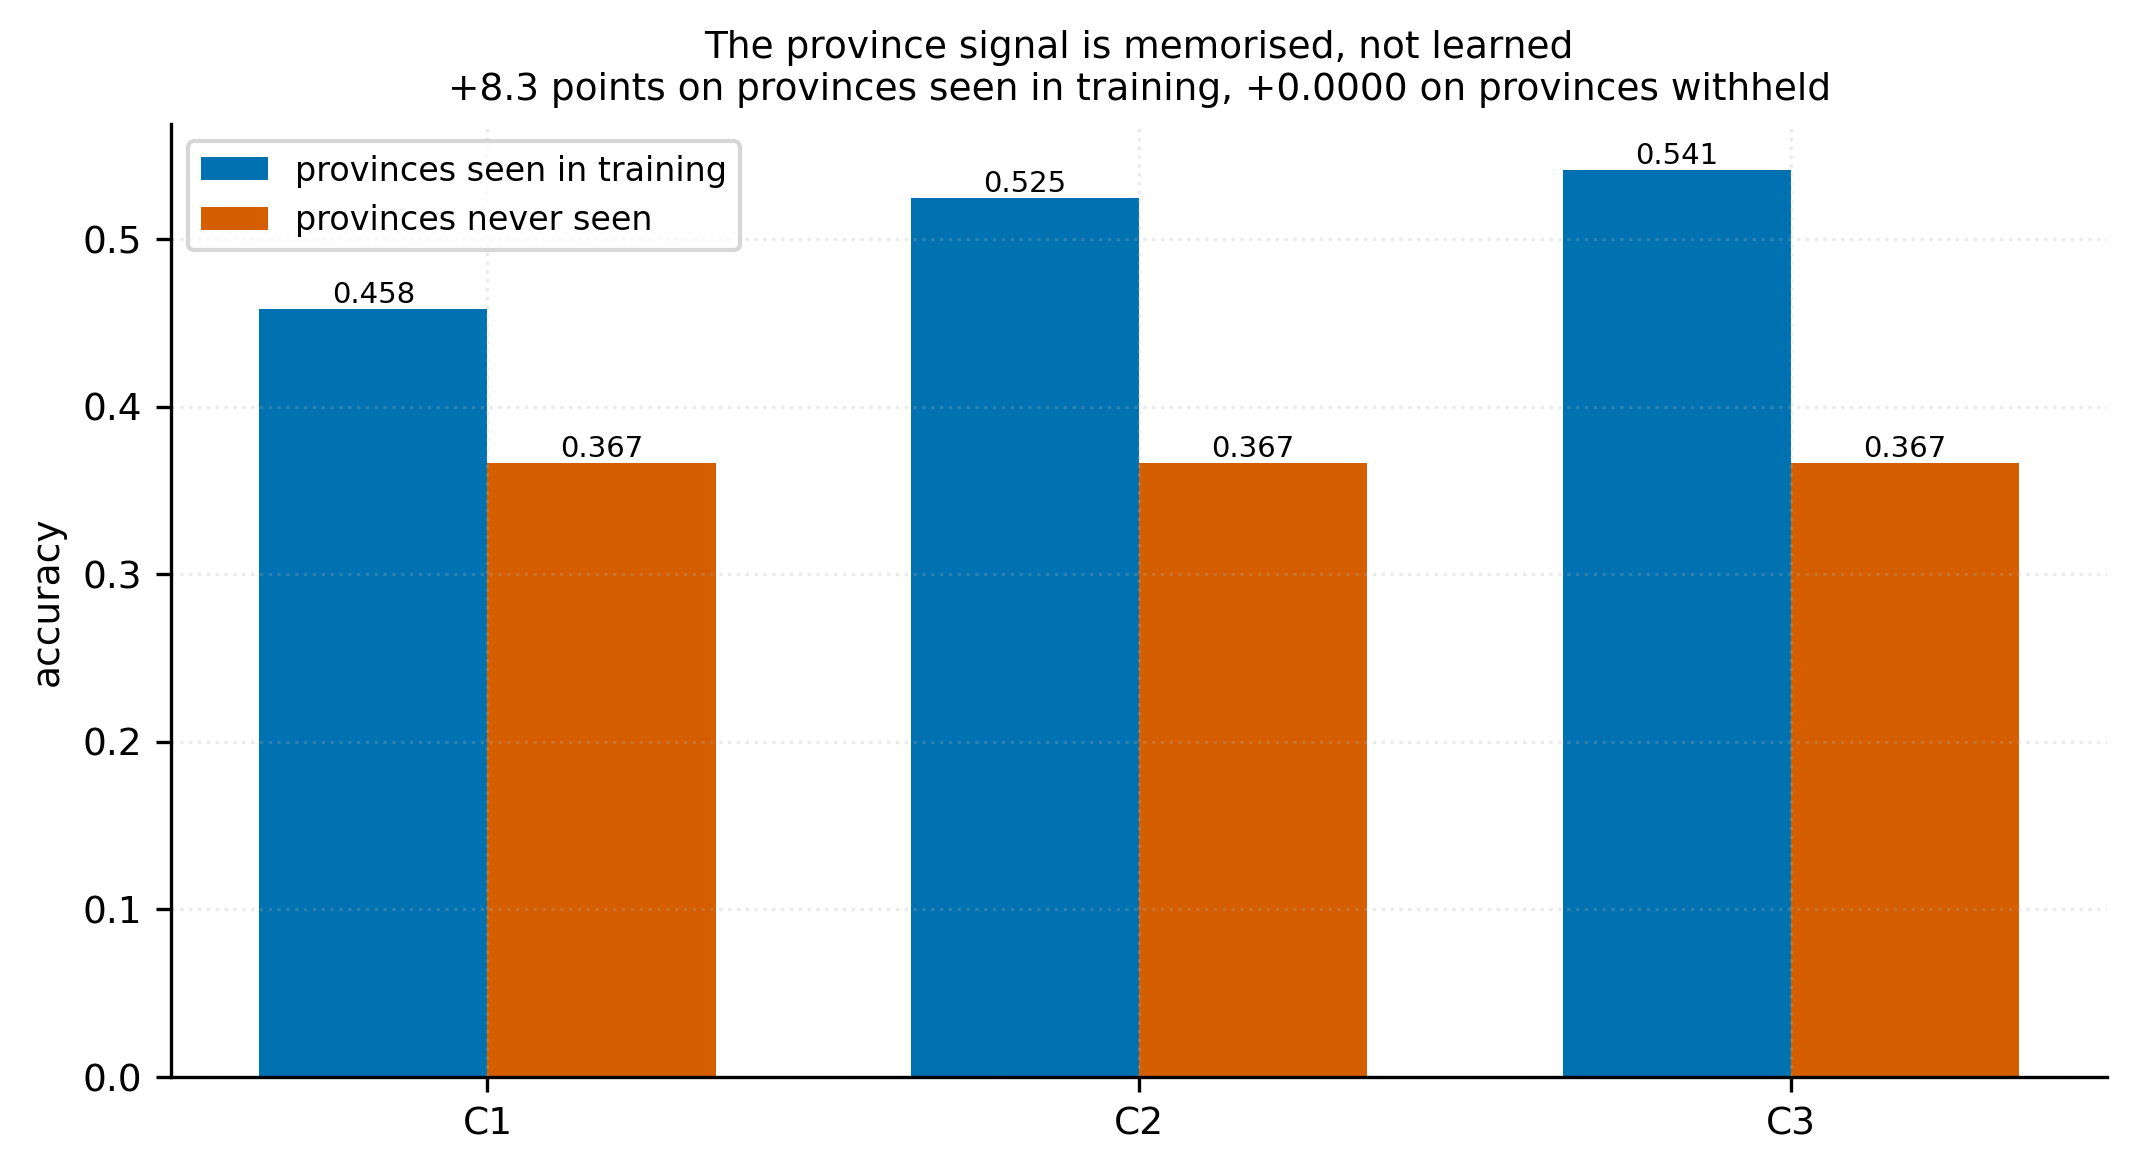 The province signal is memorised, not learned
+8.3 points on provinces seen in training, +0.0000 on provinces withheld
provinces seen in training
provinces never seen
0.458
0.367
0.525
0.367
0.541
0.367
accuracy
0.5
0.4
0.3
0.2
0.1
0.0
C1
C2
C3